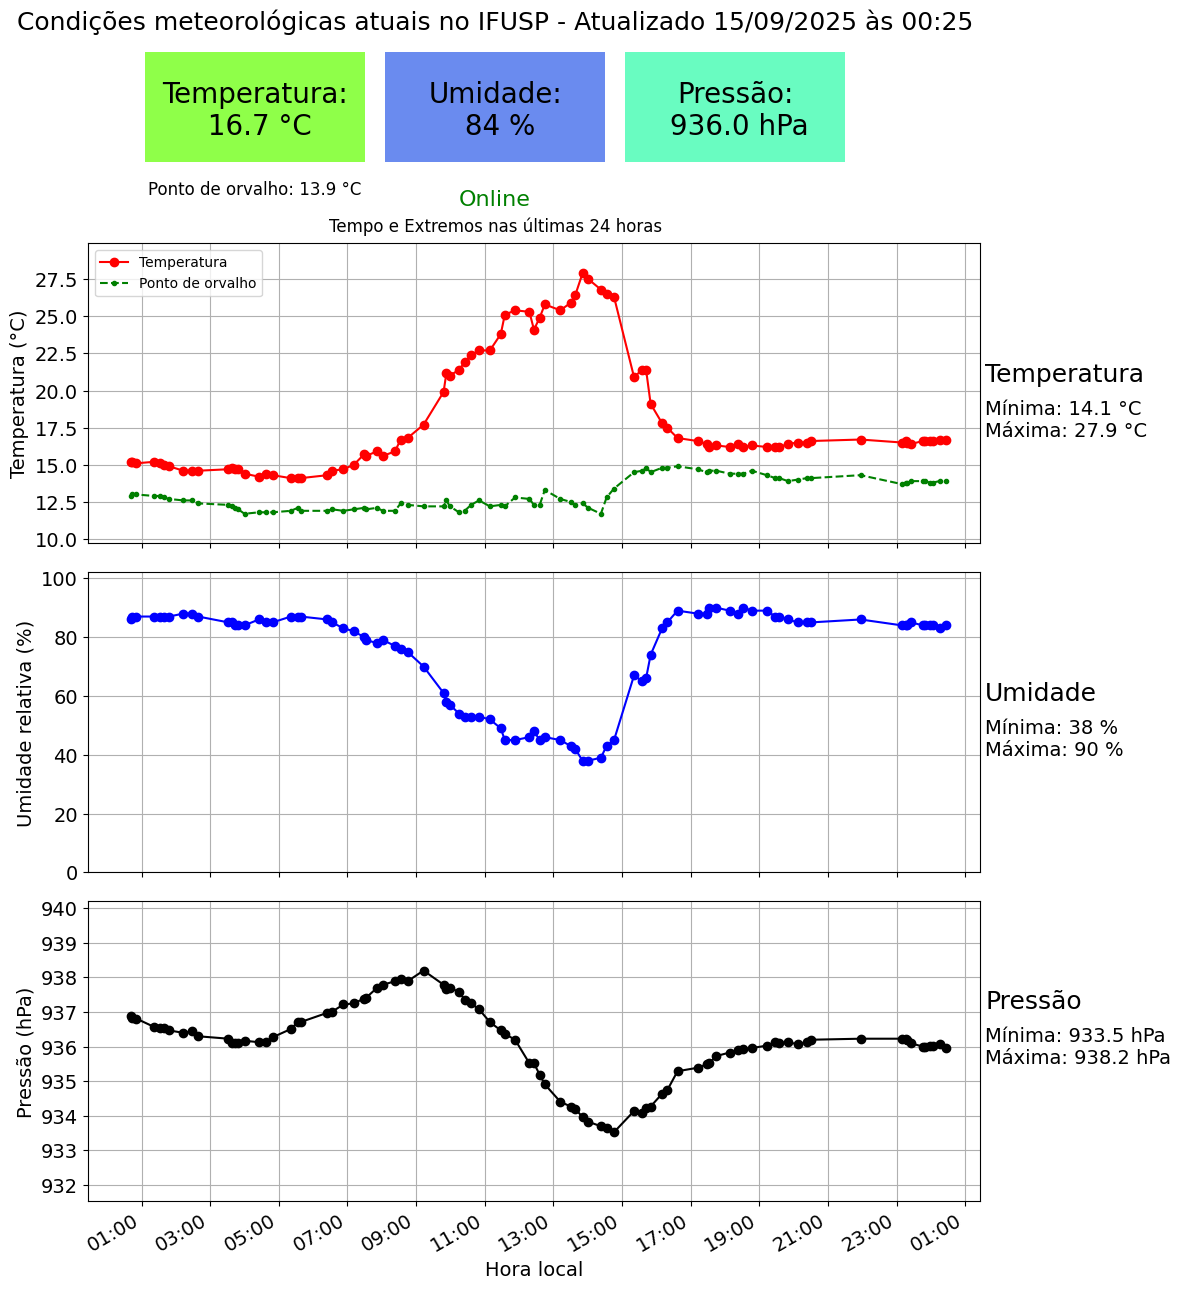 Condições meteorológicas atuais no IFUSP - Atualizado 15/09/2025 às 00:25
Temperatura:
16.7 °C
Umidade:
84 %
Pressão:
936.0 hPa
Ponto de orvalho: 13.9 °C
Online
Tempo e Extremos nas últimas 24 horas
Temperatura
Ponto de orvalho
Temperatura (°C)
27.5
25.0
22.5
20.0
17.5
15.0
12.5
10.0
Temperatura
Mínima: 14.1 °C
Máxima: 27.9 °C
Umidade relativa (%)
100
80
60
40
20
0
Umidade
Mínima: 38 %
Máxima: 90 %
Pressão (hPa)
940
939
938
937
936
935
934
933
932
Pressão
Mínima: 933.5 hPa
Máxima: 938.2 hPa
01:00
03:00
05:00
07:00
09:00
11:00
13:00
15:00
17:00
19:00
21:00
23:00
01:00
Hora local